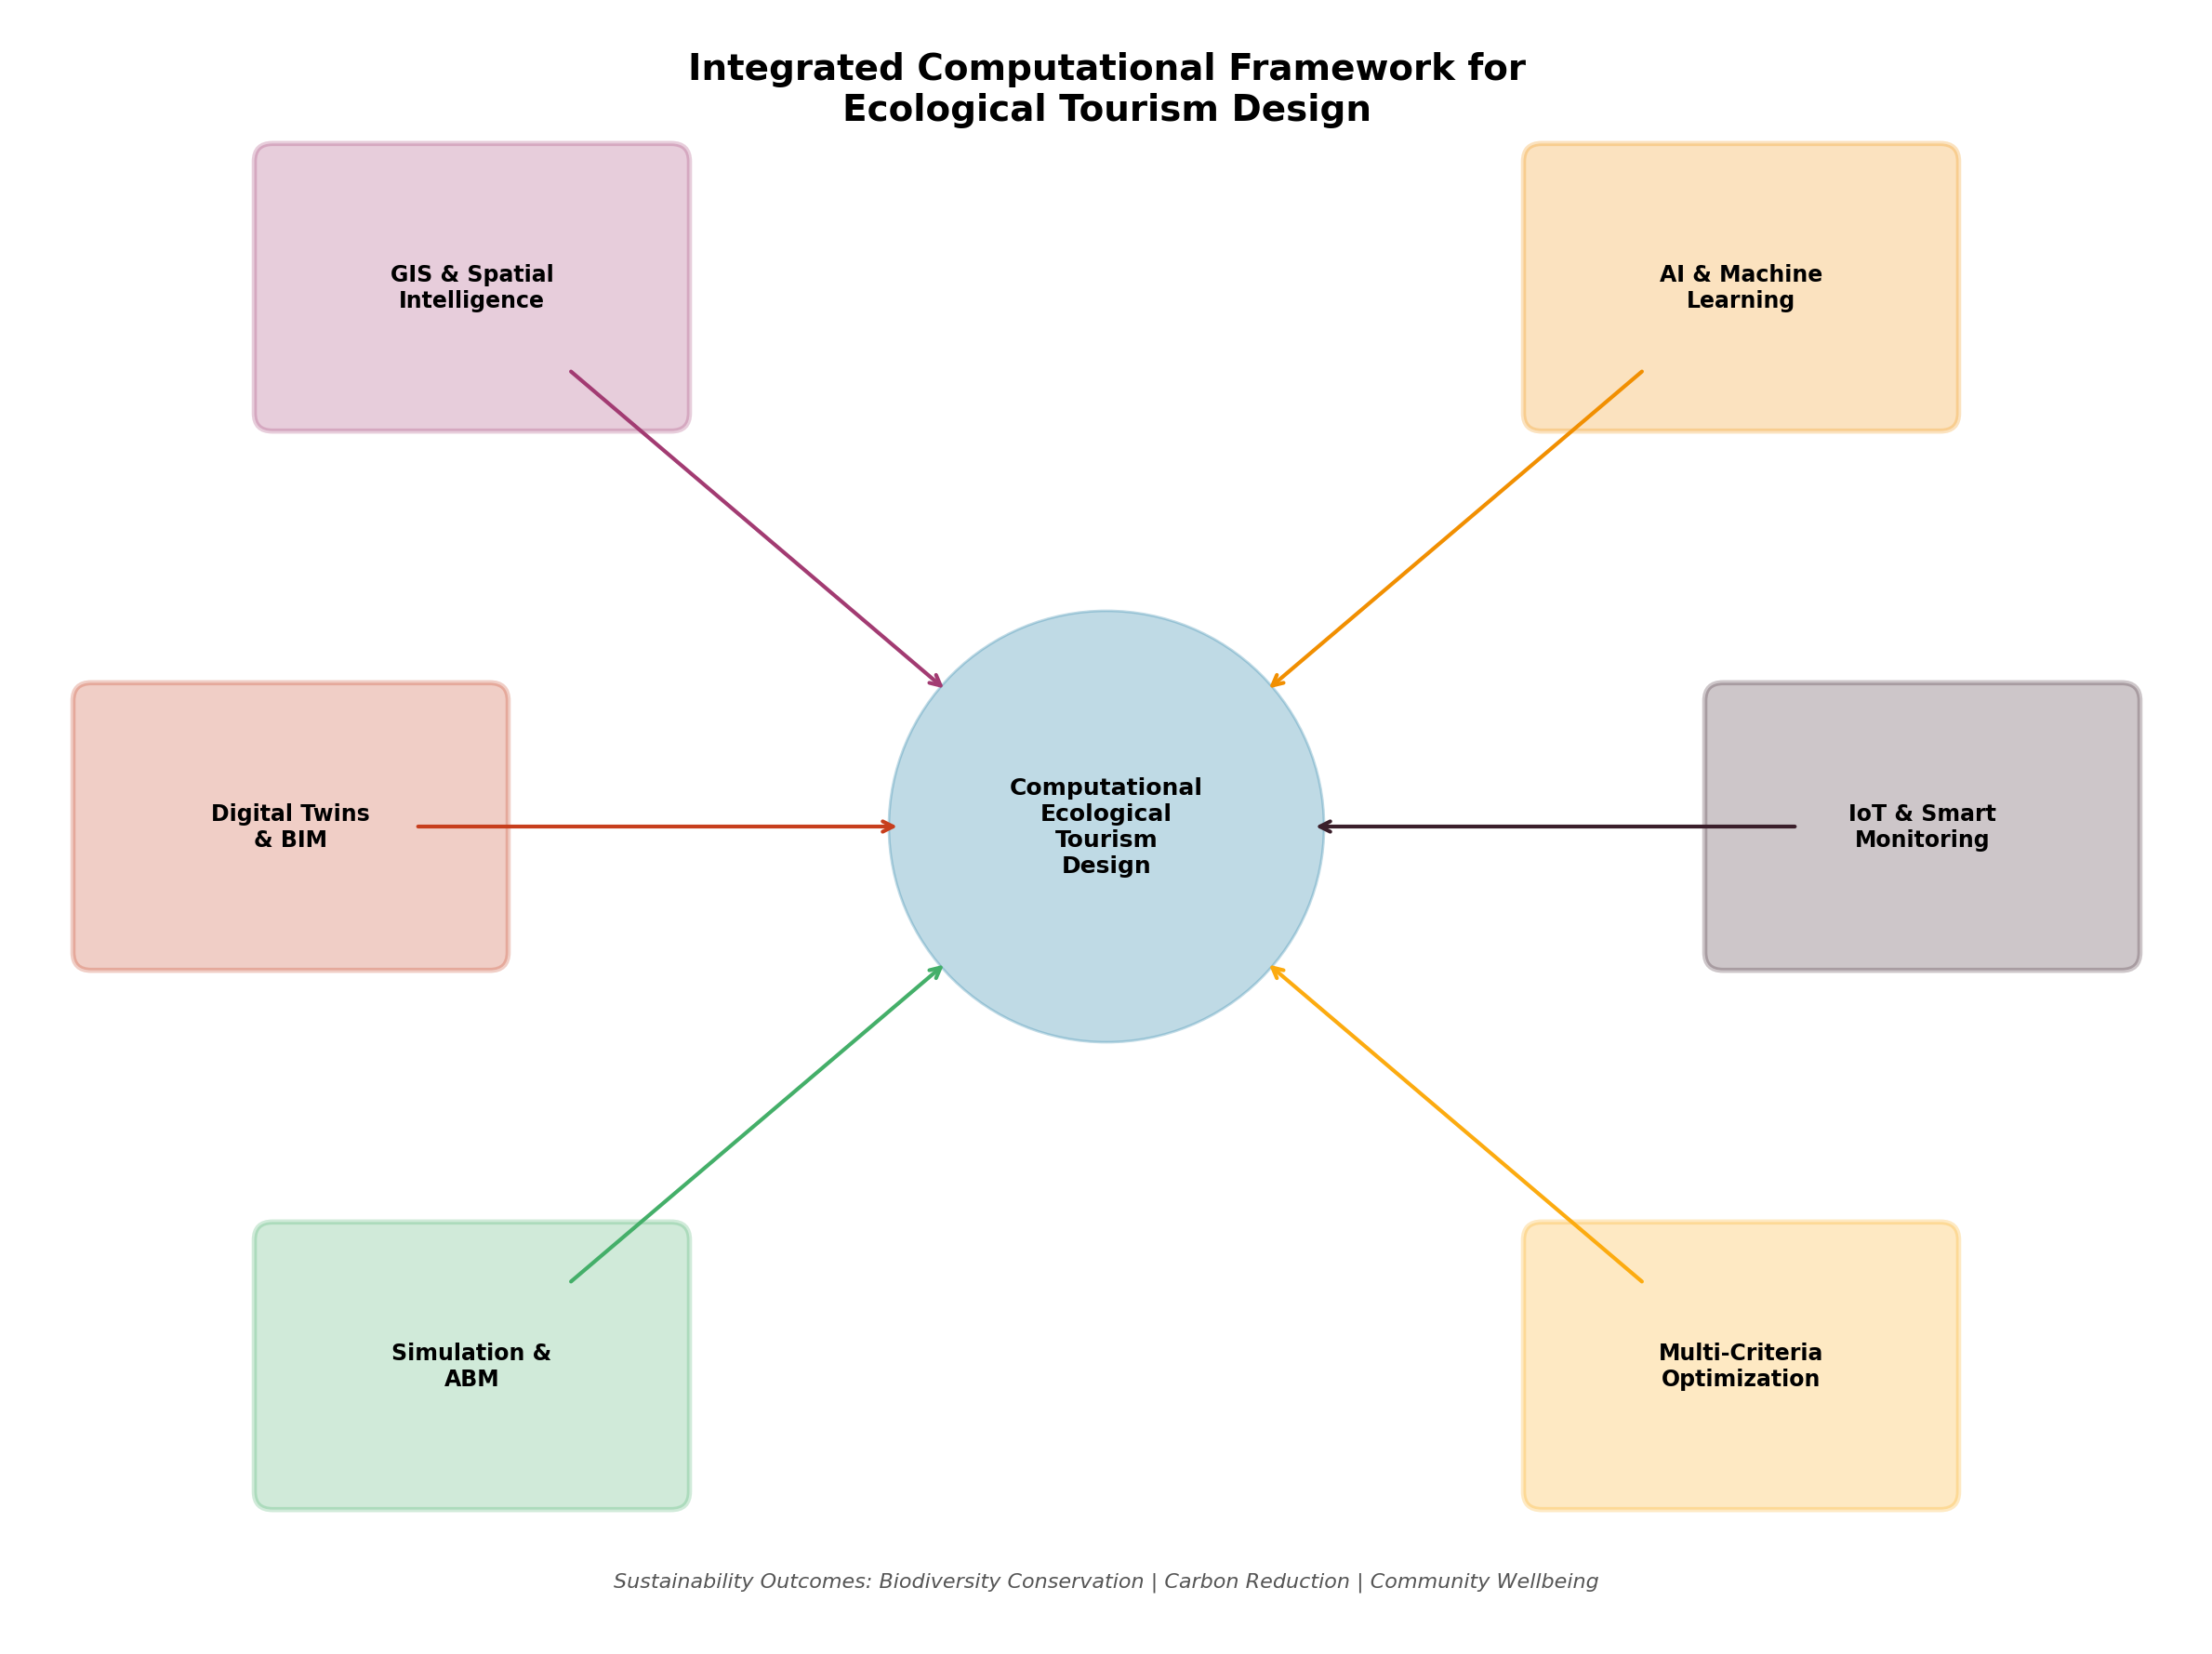 Integrated Computational Framework for
Ecological Tourism Design
GIS & Spatial
Intelligence
AI & Machine
Learning
Digital Twins
& BIM
Computational
Ecological
Tourism
Design
IoT & Smart
Monitoring
Simulation &
ABM
Multi-Criteria
Optimization
Sustainability Outcomes: Biodiversity Conservation | Carbon Reduction | Community Wellbeing